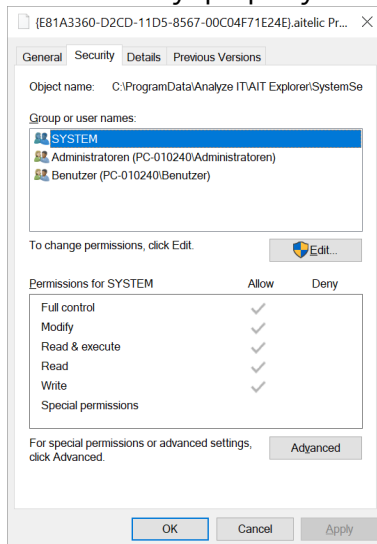 {E81A3360-D2CD-11D5-8567-00C04F71E24E}.aitelic Pr...
General Security Details Previous Versions
Object name: C:\ProgramData\Analyze IT\AIT Explorer\SystemSe
Group or user names:
SYSTEM
Administratoren (PC-010240\Administratoren)
Benutzer (PC-010240\Benutzer)
To change permissions, click Edit.
Edit...
Permissions for SYSTEM Allow Deny
Full control
Modify
Read & execute
Read
Write
Special permissions
For special permissions or advanced settings,
click Advanced.
Advanced
OK Cancel Apply